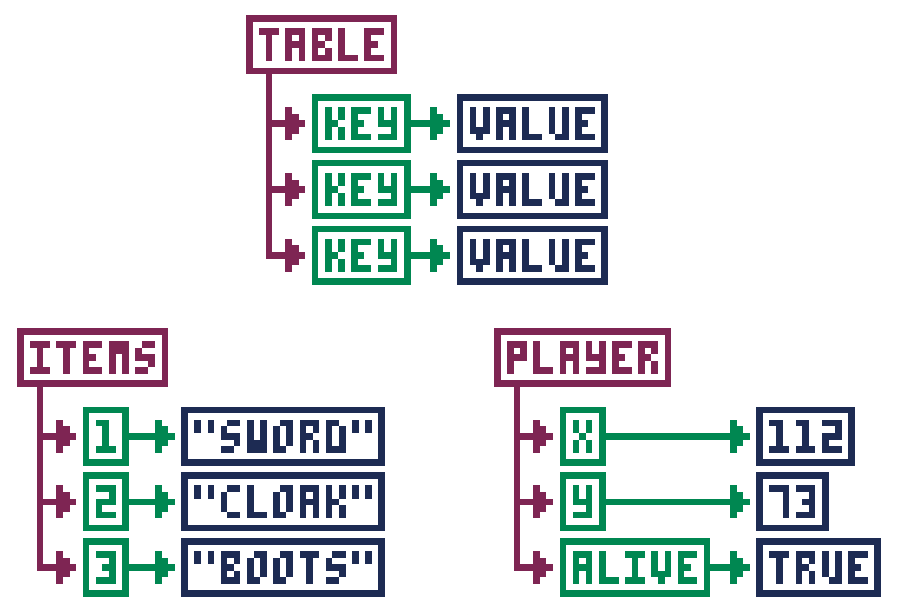 TABLE
KEY VALUE
KEY VALUE
KEY VALUE
ITEMS
1 "SWORD"
2 "CLOAK"
3 "BOOTS"
PLAYER
X 112
Y 73
ALIVE TRUE